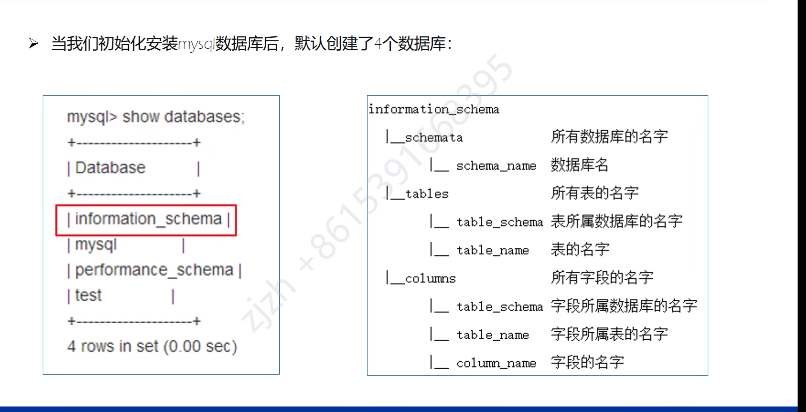 ➢ 当我们初始化安装mysql数据库后，默认创建了4个数据库：
mysql> show databases;
+--------------------+
| Database |
+--------------------+
| information_schema |
| mysql |
| performance_schema |
| test |
+--------------------+
4 rows in set (0.00 sec)
information_schema
|__schemata 所有数据库的名字
|__ schema_name 数据库名
|__tables 所有表的名字
|__ table_schema 表所属数据库的名字
|__ table_name 表的名字
|__columns 所有字段的名字
|__ table_schema 字段所属数据库的名字
|__ table_name 字段所属表的名字
|__ column_name 字段的名字